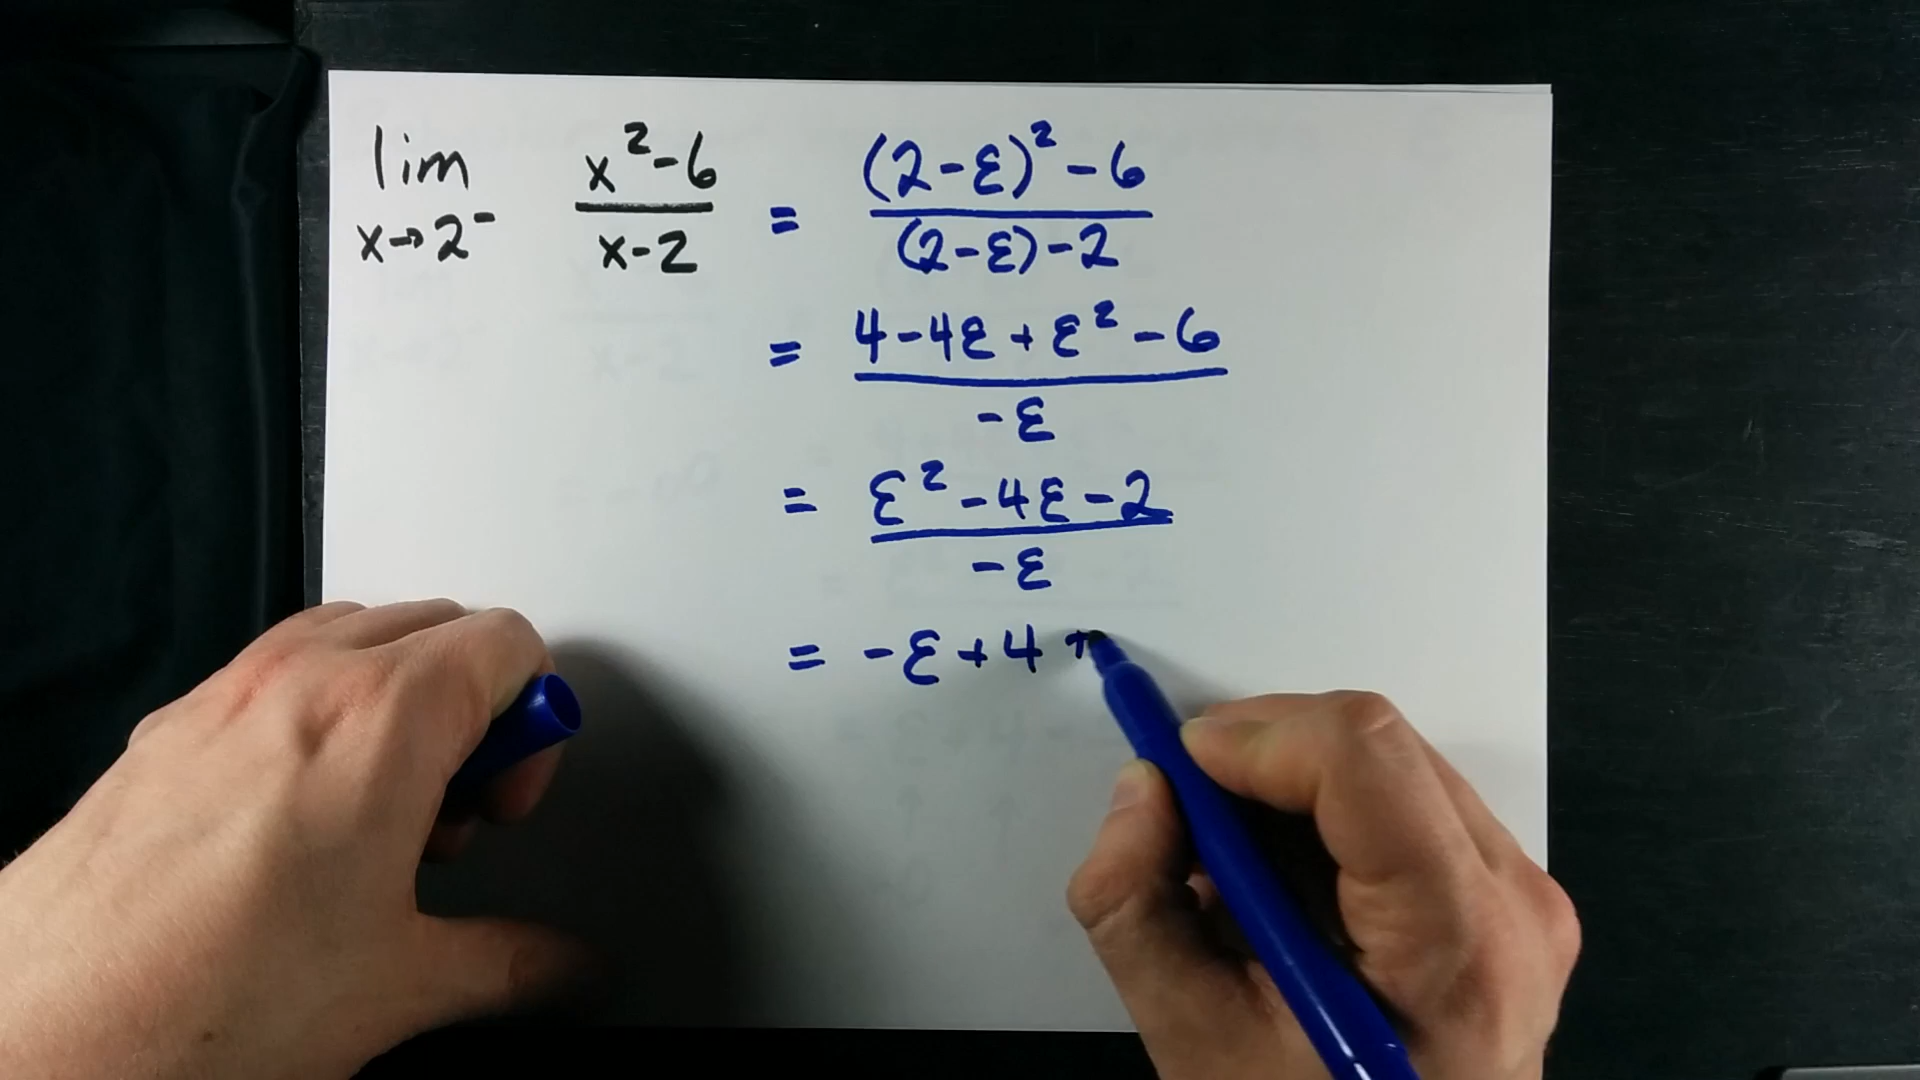 lim x²-6 = (2-ε)²-6
x→2⁻ x-2 (2-ε)-2
= 4-4ε+ε²-6
-ε
= ε²-4ε-2
-ε
= -ε+4+